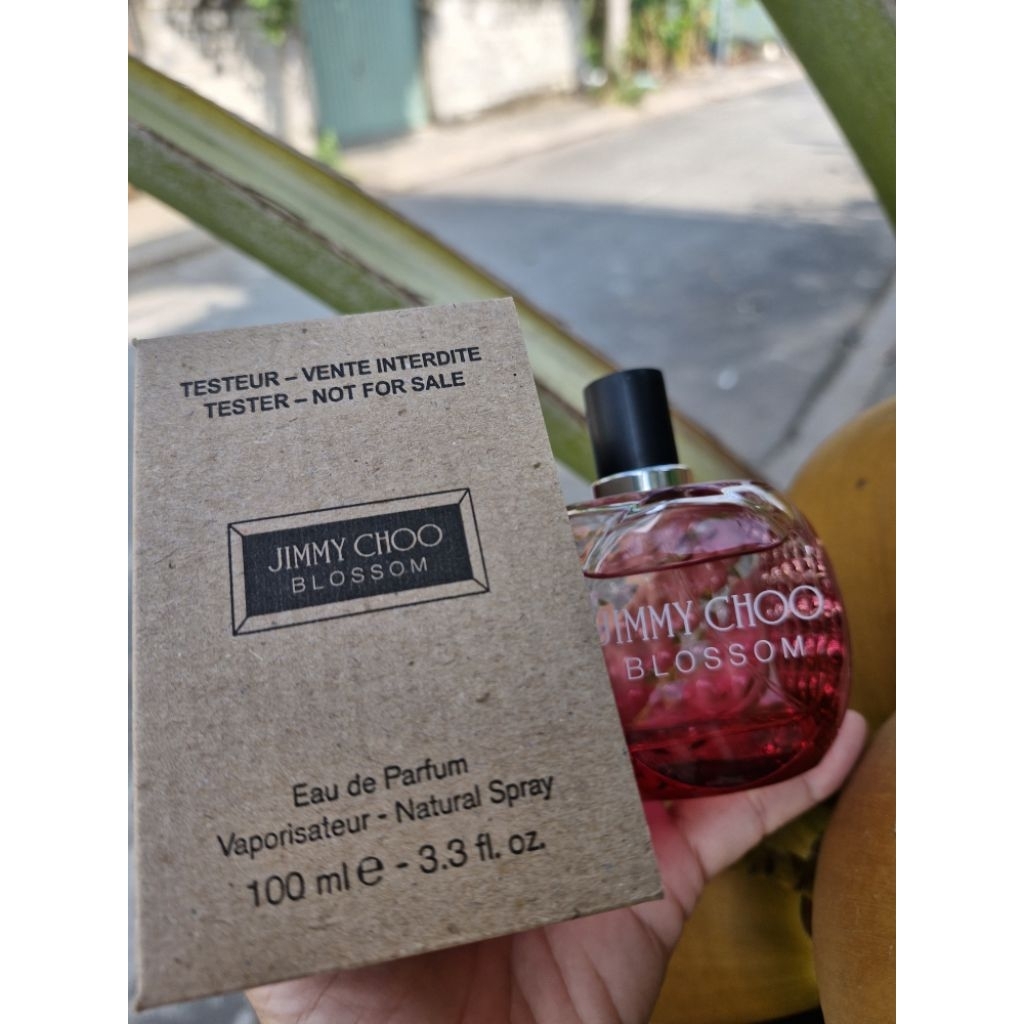 TESTEUR – VENTE INTERDITE
TESTER – NOT FOR SALE
JIMMY CHOO
BLOSSOM
Eau de Parfum
Vaporisateur - Natural Spray
100 ml e - 3.3 fl. oz.
JIMMY CHOO
BLOSSOM